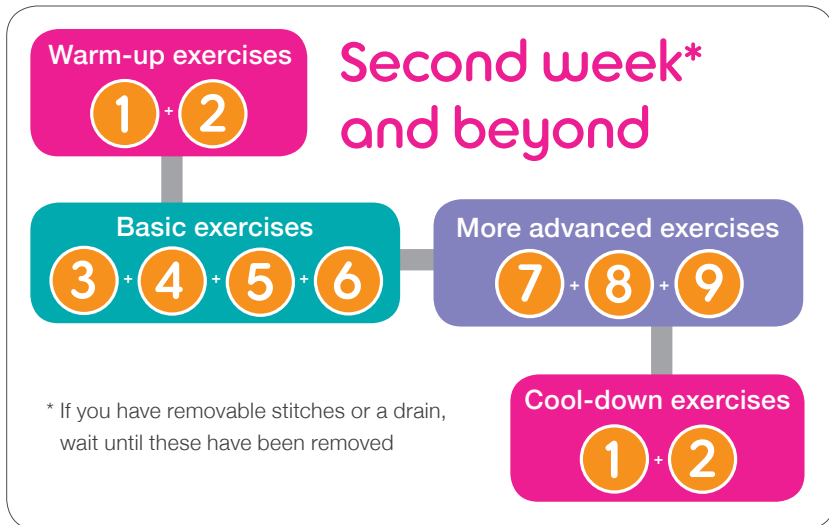 Warm-up exercises
1 + 2
Second week*
and beyond
Basic exercises
3 + 4 + 5 + 6
More advanced exercises
7 + 8 + 9
* If you have removable stitches or a drain,
wait until these have been removed
Cool-down exercises
1 + 2